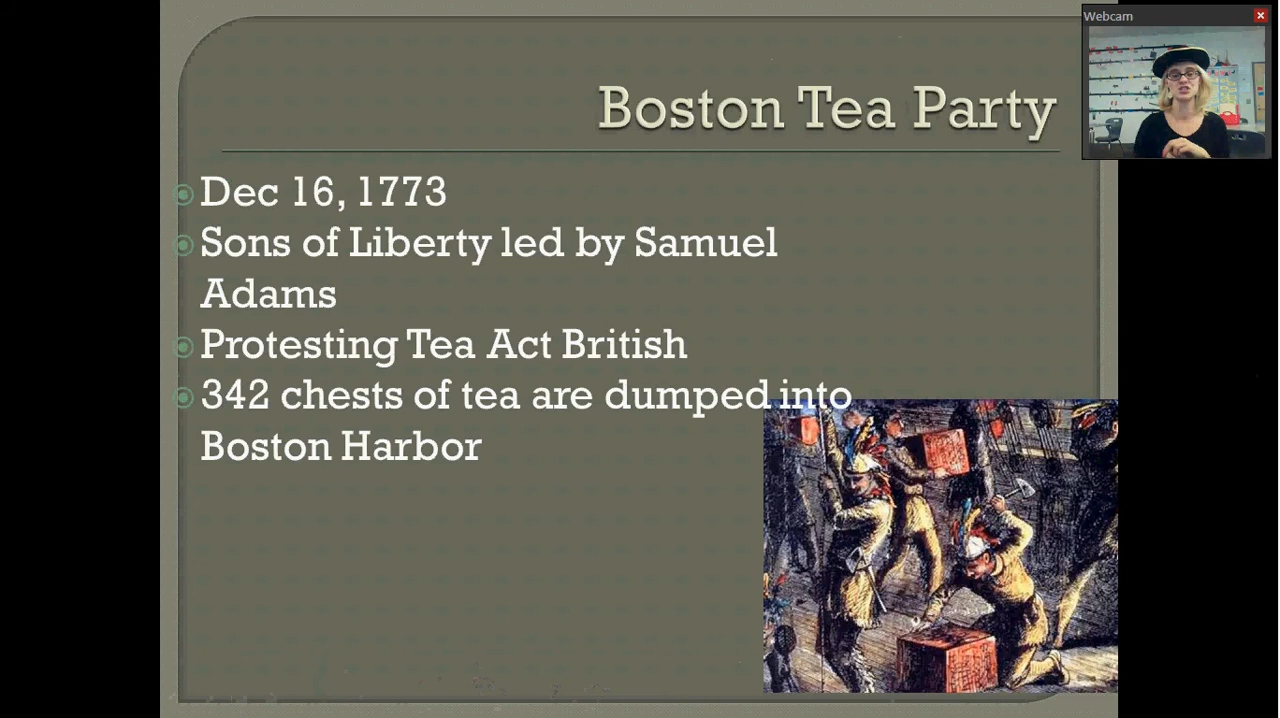 Webcam
Boston Tea Party
Dec 16, 1773
Sons of Liberty led by Samuel
Adams
Protesting Tea Act British
342 chests of tea are dumped into
Boston Harbor